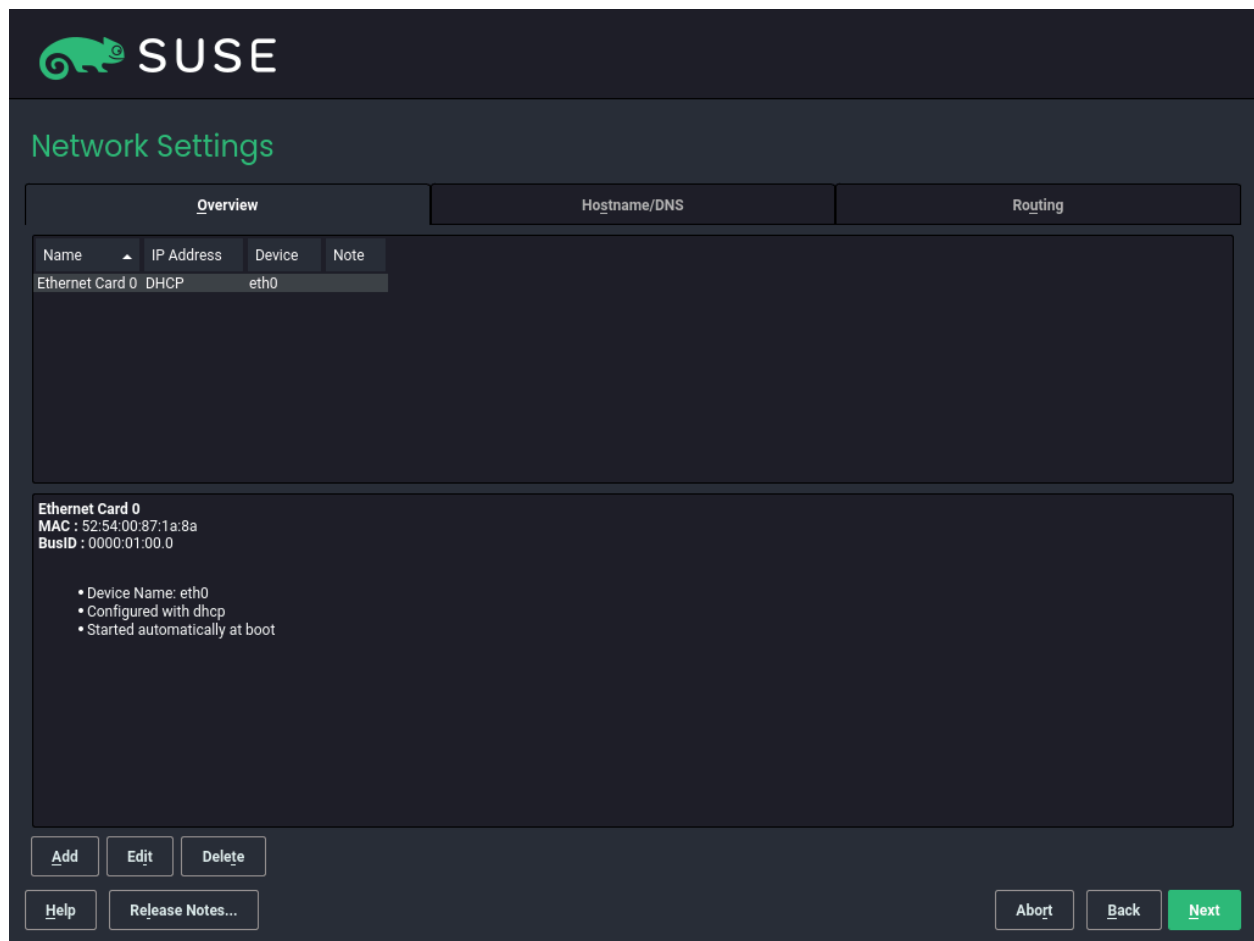 SUSE
Network Settings
Overview Hostname/DNS Routing
Name IP Address Device Note
Ethernet Card 0 DHCP eth0
Ethernet Card 0
MAC : 52:54:00:87:1a:8a
BusID : 0000:01:00.0
• Device Name: eth0
• Configured with dhcp
• Started automatically at boot
Add Edit Delete
Help Release Notes... Abort Back Next